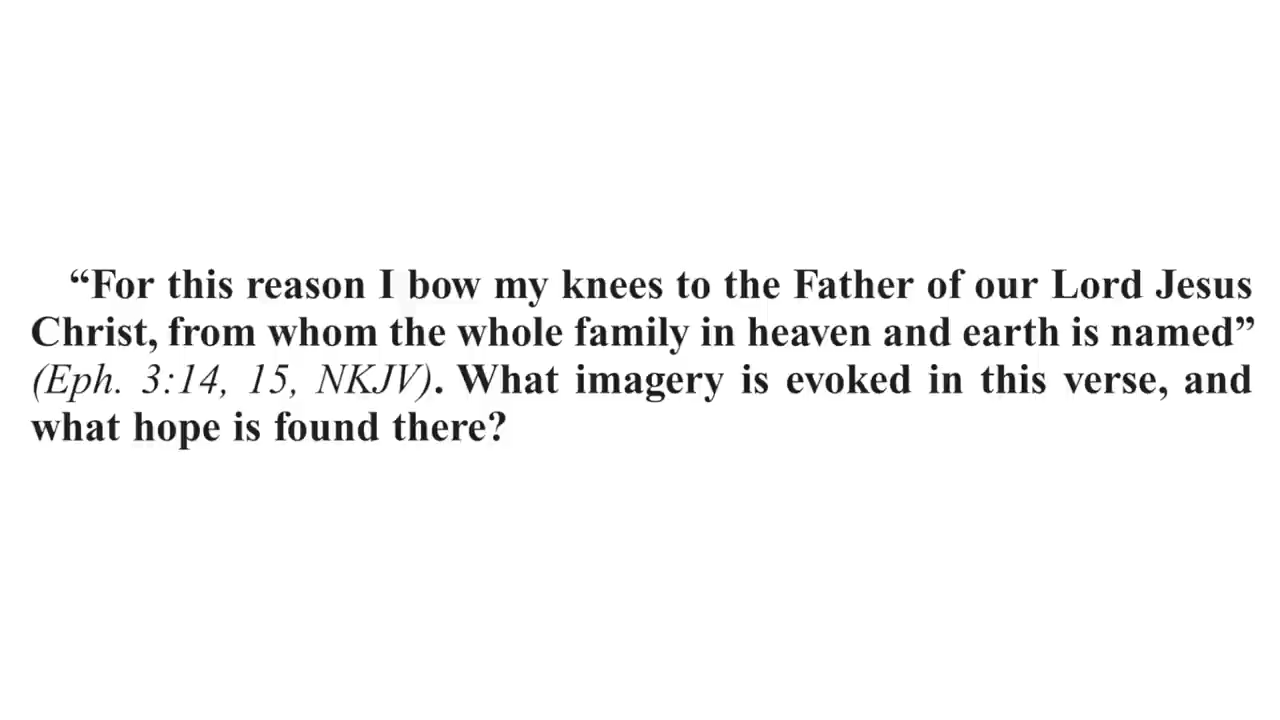 “For this reason I bow my knees to the Father of our Lord Jesus
Christ, from whom the whole family in heaven and earth is named”
(Eph. 3:14, 15, NKJV). What imagery is evoked in this verse, and
what hope is found there?